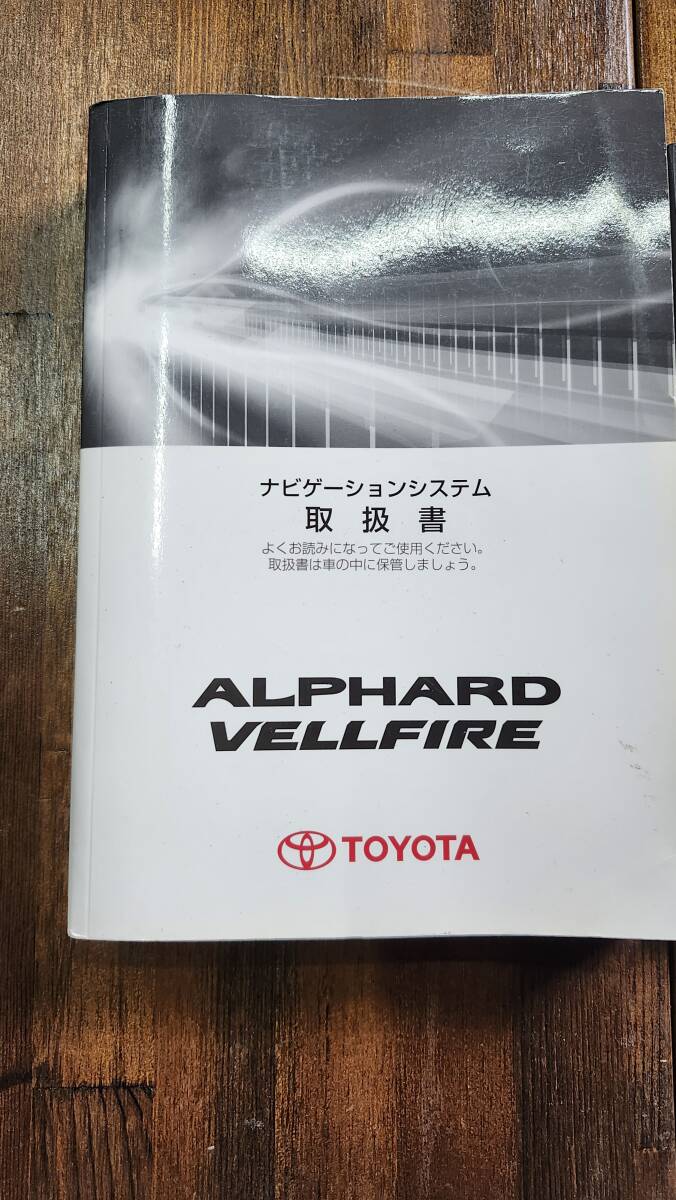 ナビゲーションシステム
取扱書
よくお読みになってご使用ください。
取扱書は車の中に保管しましょう。
ALPHARD
VELLFIRE
TOYOTA